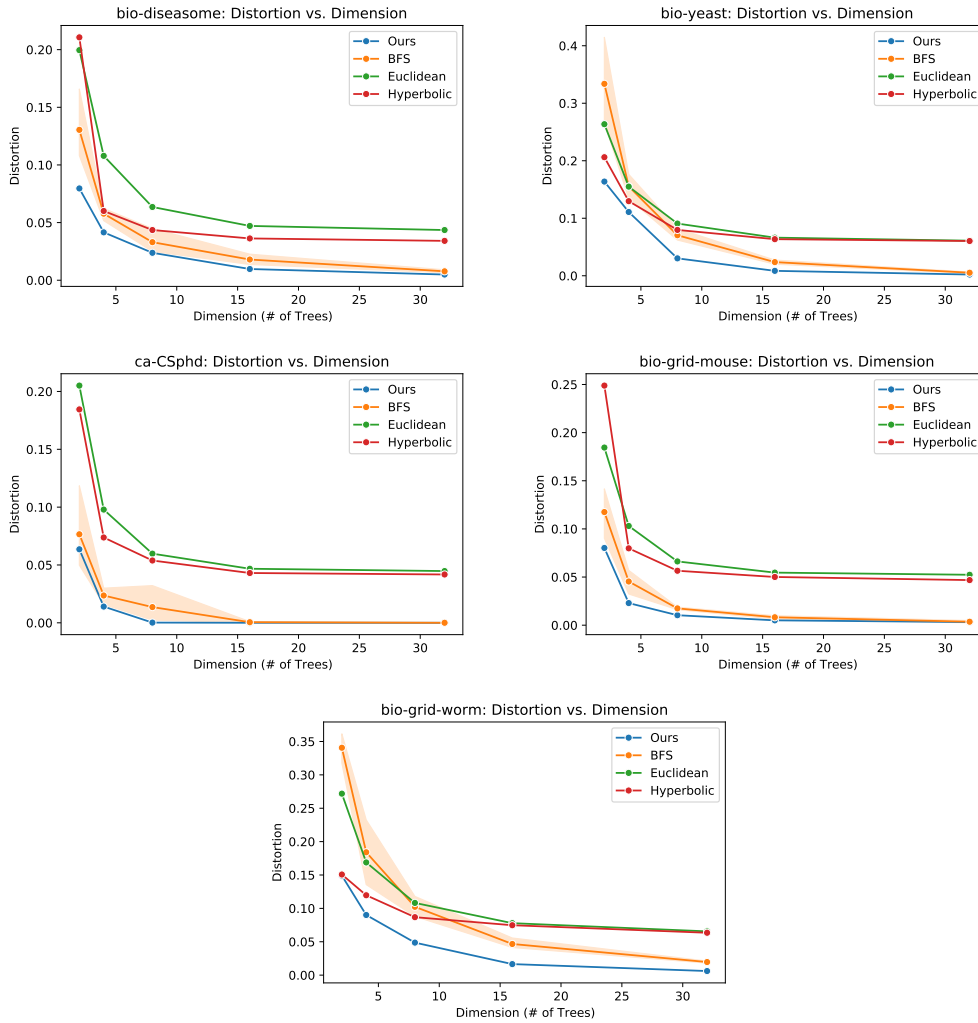 bio-diseasome: Distortion vs. Dimension
0.20
0.15
0.10
0.05
0.00
Distortion
5
10
15
20
25
30
Dimension (# of Trees)
Ours
BFS
Euclidean
Hyperbolic
bio-yeast: Distortion vs. Dimension
0.4
0.3
0.2
0.1
0.0
Distortion
5
10
15
20
25
30
Dimension (# of Trees)
Ours
BFS
Euclidean
Hyperbolic
ca-CSphd: Distortion vs. Dimension
0.20
0.15
0.10
0.05
0.00
Distortion
5
10
15
20
25
30
Dimension (# of Trees)
Ours
BFS
Euclidean
Hyperbolic
bio-grid-mouse: Distortion vs. Dimension
0.25
0.20
0.15
0.10
0.05
0.00
Distortion
5
10
15
20
25
30
Dimension (# of Trees)
Ours
BFS
Euclidean
Hyperbolic
bio-grid-worm: Distortion vs. Dimension
0.35
0.30
0.25
0.20
0.15
0.10
0.05
0.00
Distortion
5
10
15
20
25
30
Dimension (# of Trees)
Ours
BFS
Euclidean
Hyperbolic